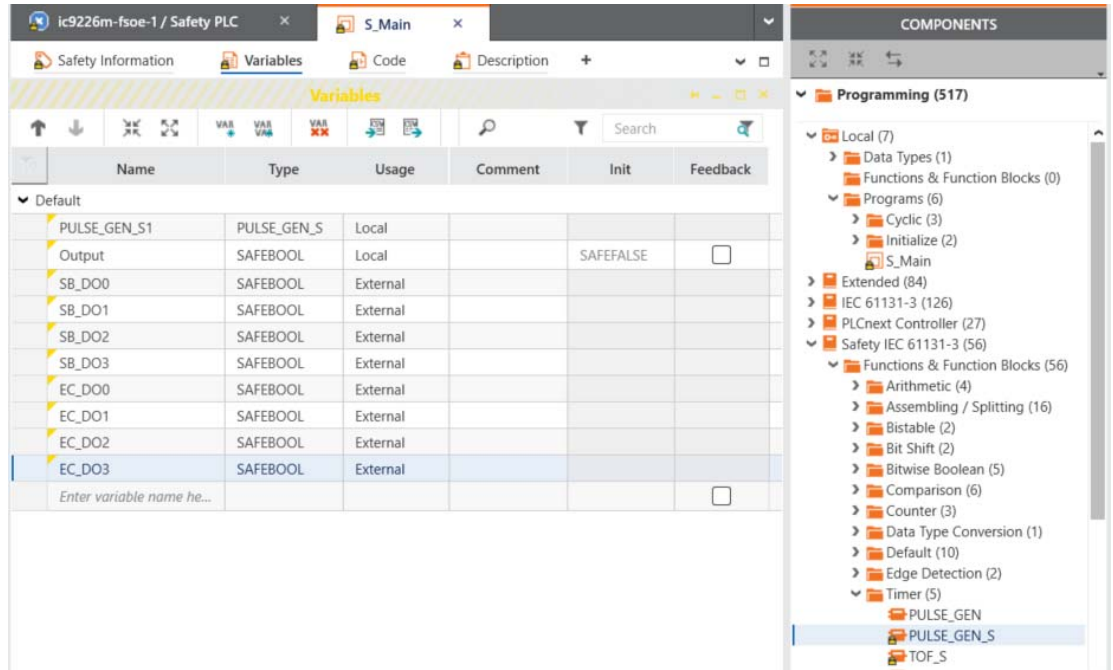 ic9226m-fsoe-1 / Safety PLC
S_Main
Safety Information
Variables
Code
Description
Variables
VAR
VAR
VAR
VAR
CSV
CSV
Search
Name Type Usage Comment Init Feedback
Default
PULSE_GEN_S1 PULSE_GEN_S Local
Output SAFEBOOL Local SAFEFALSE
SB_DO0 SAFEBOOL External
SB_DO1 SAFEBOOL External
SB_DO2 SAFEBOOL External
SB_DO3 SAFEBOOL External
EC_DO0 SAFEBOOL External
EC_DO1 SAFEBOOL External
EC_DO2 SAFEBOOL External
EC_DO3 SAFEBOOL External
Enter variable name he...
COMPONENTS
Programming (517)
Local (7)
Data Types (1)
Functions & Function Blocks (0)
Programs (6)
Cyclic (3)
Initialize (2)
S_Main
Extended (84)
IEC 61131-3 (126)
PLCnext Controller (27)
Safety IEC 61131-3 (56)
Functions & Function Blocks (56)
Arithmetic (4)
Assembling / Splitting (16)
Bistable (2)
Bit Shift (2)
Bitwise Boolean (5)
Comparison (6)
Counter (3)
Data Type Conversion (1)
Default (10)
Edge Detection (2)
Timer (5)
PULSE_GEN
PULSE_GEN_S
TOF_S